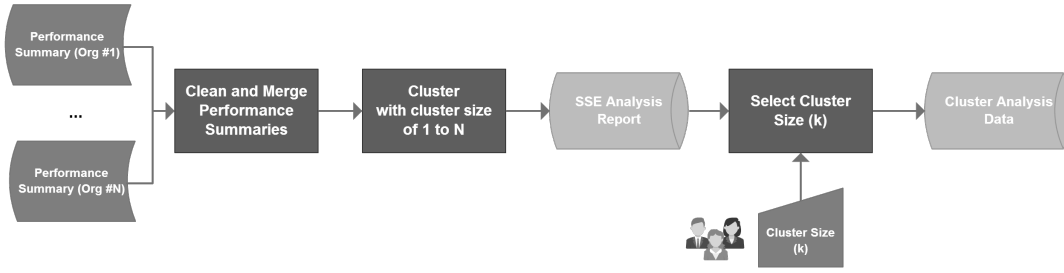 Performance
Summary (Org #1)
...
Performance
Summary (Org #N)
Clean and Merge
Performance
Summaries
Cluster
with cluster size
of 1 to N
SSE Analysis
Report
Select Cluster
Size (k)
Cluster Analysis
Data
Cluster Size
(k)